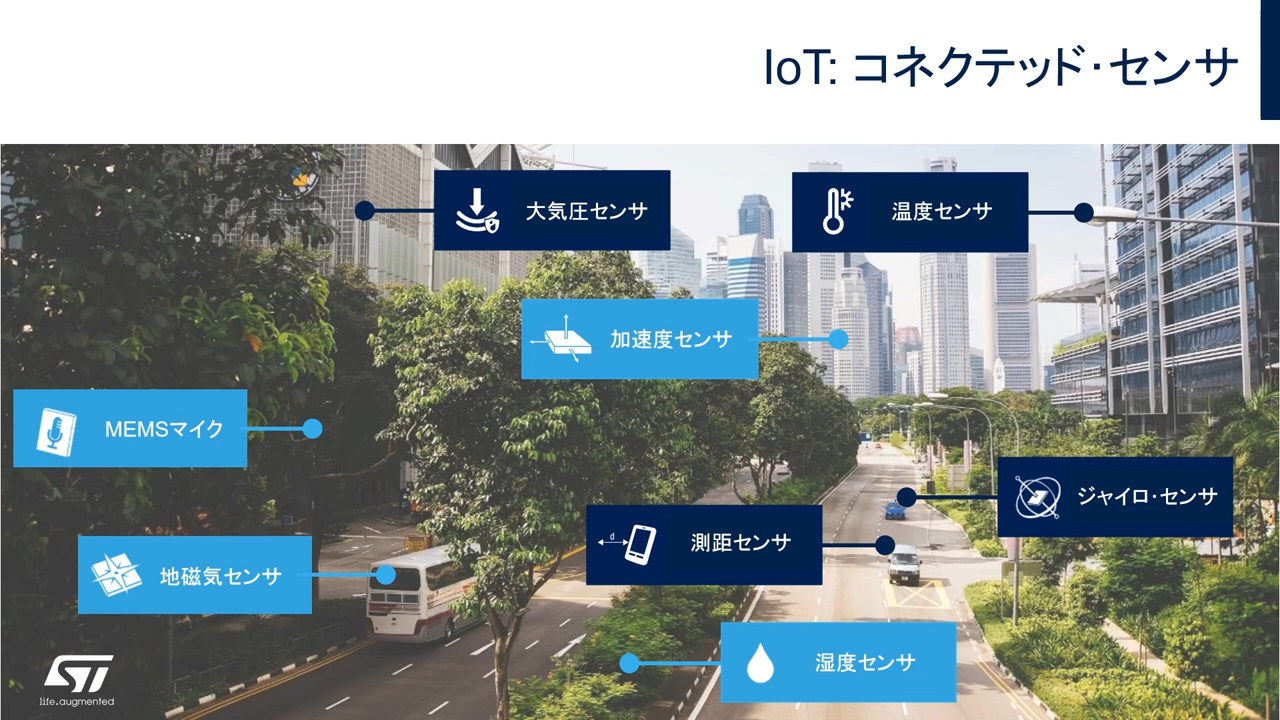 IoT: コネクテッド・センサ
大気圧センサ
温度センサ
加速度センサ
MEMSマイク
ジャイロ・センサ
d
測距センサ
地磁気センサ
湿度センサ
ST
life.augmented